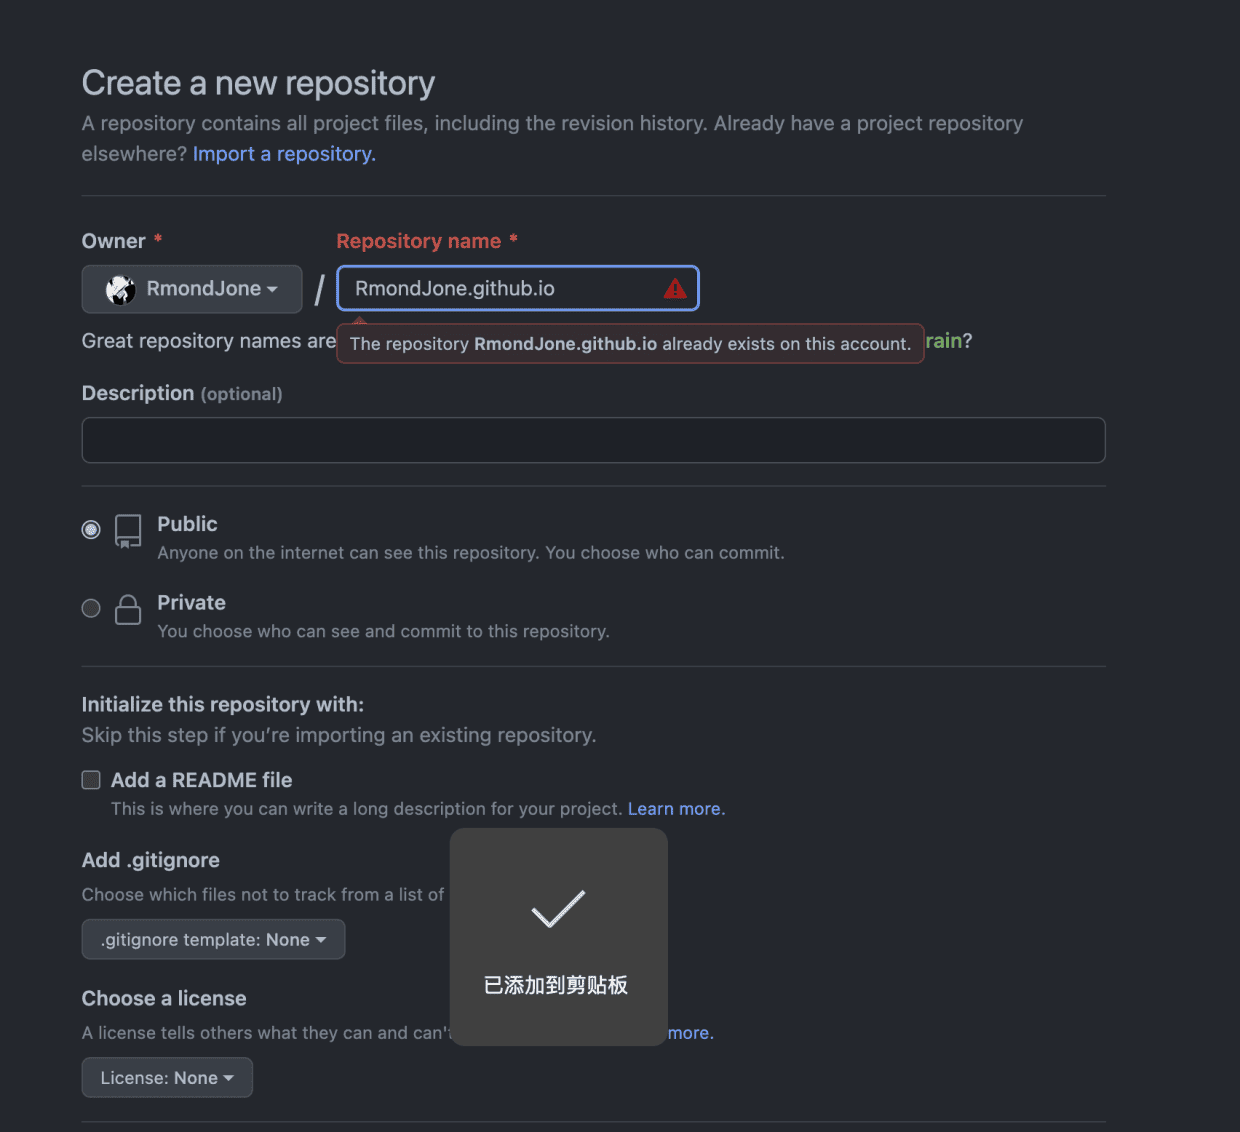 Create a new repository
A repository contains all project files, including the revision history. Already have a project repository
elsewhere? Import a repository.
Owner * Repository name *
RmondJone / RmondJone.github.io
Great repository names are rain?
The repository RmondJone.github.io already exists on this account.
Description (optional)
Public
Anyone on the internet can see this repository. You choose who can commit.
Private
You choose who can see and commit to this repository.
Initialize this repository with:
Skip this step if you’re importing an existing repository.
Add a README file
This is where you can write a long description for your project. Learn more.
Add .gitignore
Choose which files not to track from a list of
.gitignore template: None
已添加到剪贴板
Choose a license
A license tells others what they can and can't more.
License: None